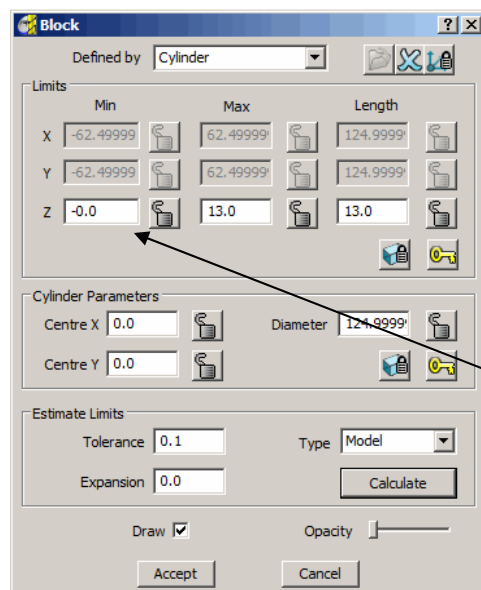 Block
Defined by Cylinder
Limits
Min Max Length
X -62.49999 62.49999 124.9999
Y -62.49999 62.49999 124.9999
Z -0.0 13.0 13.0
Cylinder Parameters
Centre X 0.0 Diameter 124.9999
Centre Y 0.0
Estimate Limits
Tolerance 0.1 Type Model
Expansion 0.0 Calculate
Draw Opacity
Accept Cancel